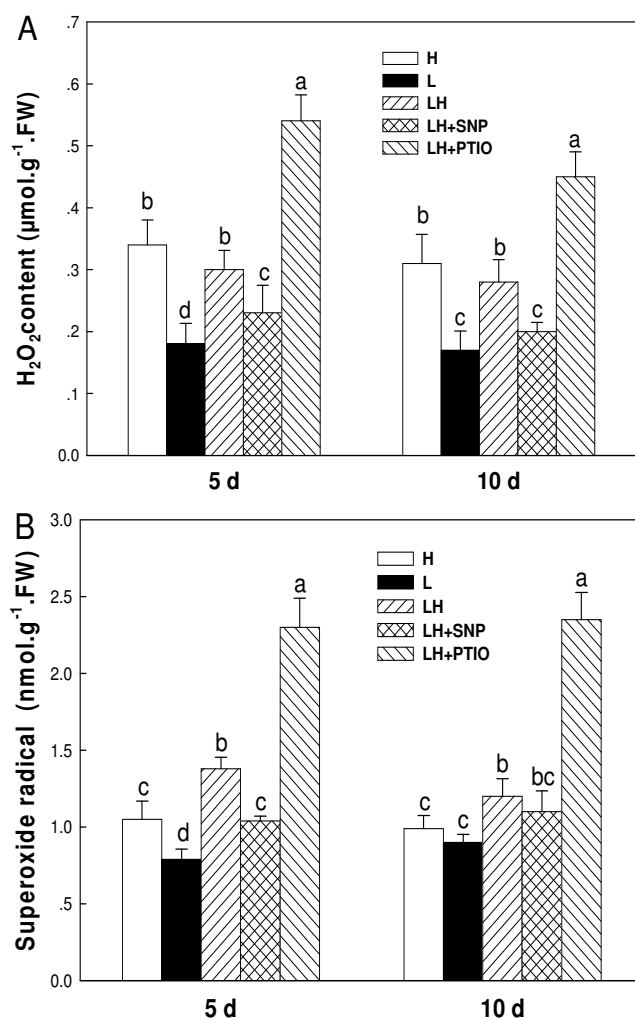 A
H₂O₂content (μmol.g⁻¹.FW)
.7
.6
.5
.4
.3
.2
.1
0.0
H
L
LH
LH+SNP
LH+PTIO
b
d
b
c
a
b
c
b
c
a
5 d
10 d
B
Superoxide radical (nmol.g⁻¹.FW)
3.0
2.5
2.0
1.5
1.0
.5
0.0
H
L
LH
LH+SNP
LH+PTIO
c
d
b
c
a
c
c
b
bc
a
5 d
10 d